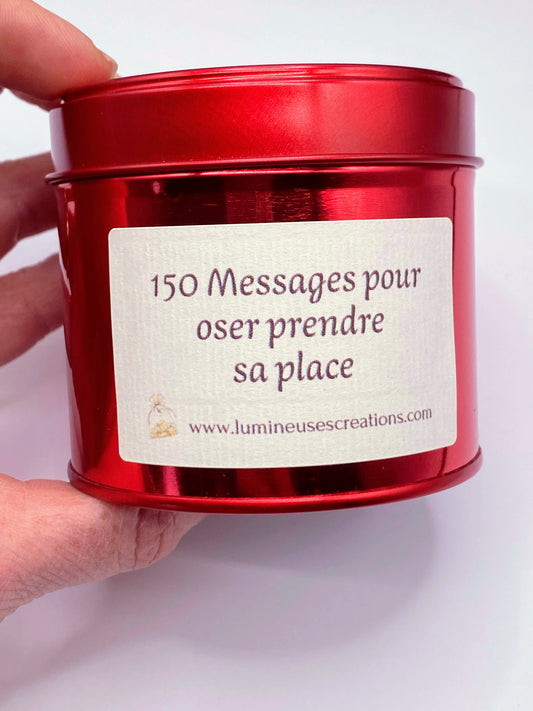 150 Messages pour
oser prendre
sa place
www.lumineusescreations.com